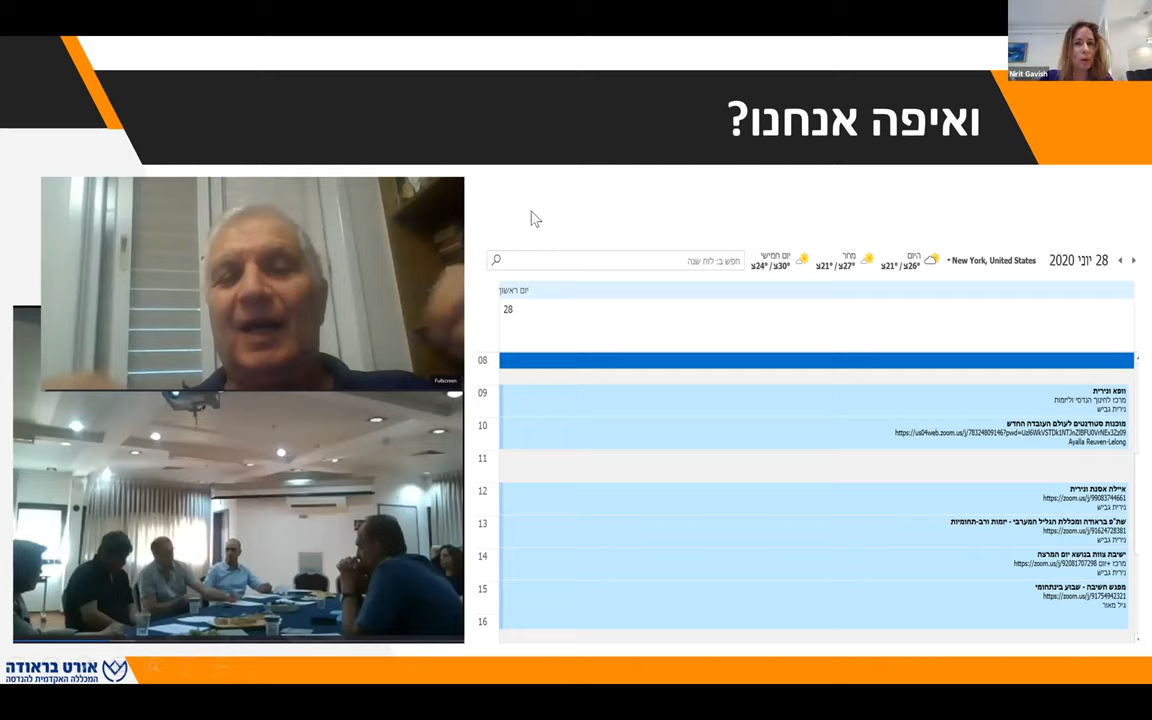 Nirit Gavish
ואיפה אנחנו?
Fullscreen
28 יוני 2020
New York, United States
היום
26°צ/21°צ
מחר
27°צ/21°צ
יום חמישי
30°צ/24°צ
חפש ב: לוח שנה
יום ראשון
28
08
09
וופא ונירית
מרכז לחינוך הנדסי וליזמות
נירית גביש
10
מוכנות סטודנטים לעולם העבודה החדש
Ayalla Reuven-Lelong
11
12
איילה אסנת ונירית
https://zoom.us/j/99083744661
נירית גביש
13
שת"פ בראודה ומכללת הגליל המערבי - יזמות ורב-תחומיות
https://zoom.us/j/91624728381
נירית גביש
14
ישיבת צוות בנושא יום המרצה
מרכז +זום https://zoom.us/j/92081707298
נירית גביש
15
מפגש חשיבה - שבוע בינתחומי
https://zoom.us/j/91754942321
גיל מאור
16
אורט בראודה
המכללה האקדמית להנדסה